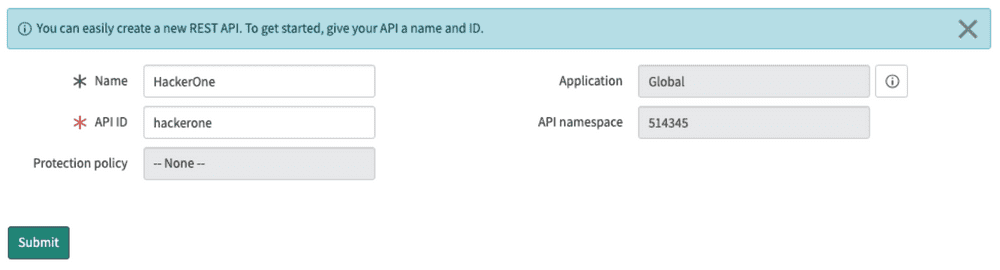 You can easily create a new REST API. To get started, give your API a name and ID.
Name HackerOne Application Global
API ID hackerone API namespace 514345
Protection policy -- None --
Submit